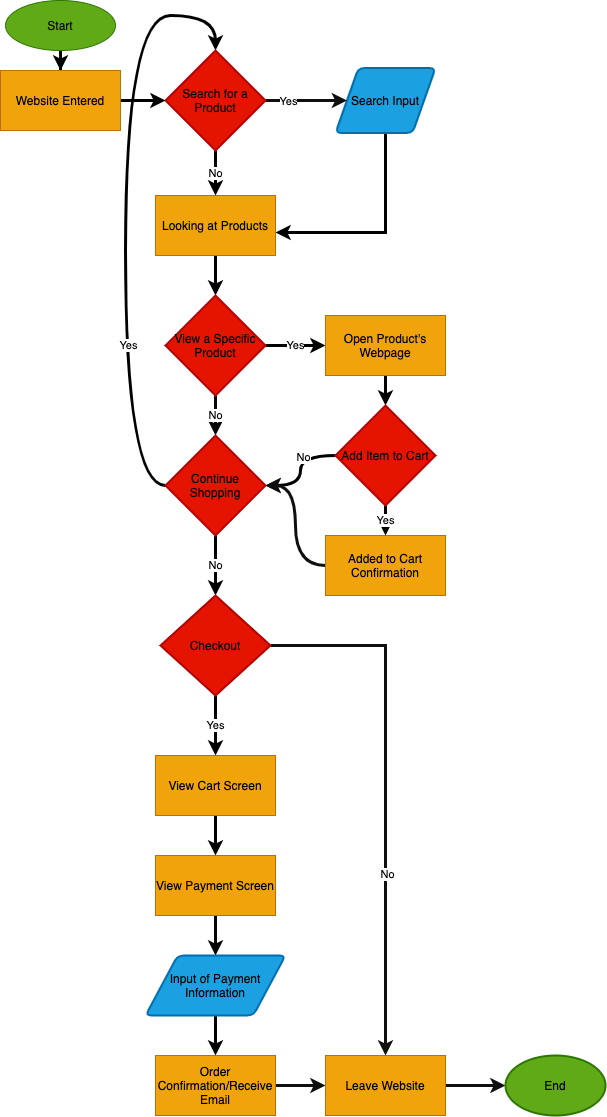 Start
Website Entered
Search for a
Product
Yes
Search Input
No
Looking at Products
View a Specific
Product
Yes
Open Product's
Webpage
Yes
No
Add Item to Cart
No
Continue
Shopping
Yes
Added to Cart
Confirmation
No
Checkout
Yes
View Cart Screen
No
View Payment Screen
Input of Payment
Information
Order
Confirmation/Receive
Email
Leave Website
End